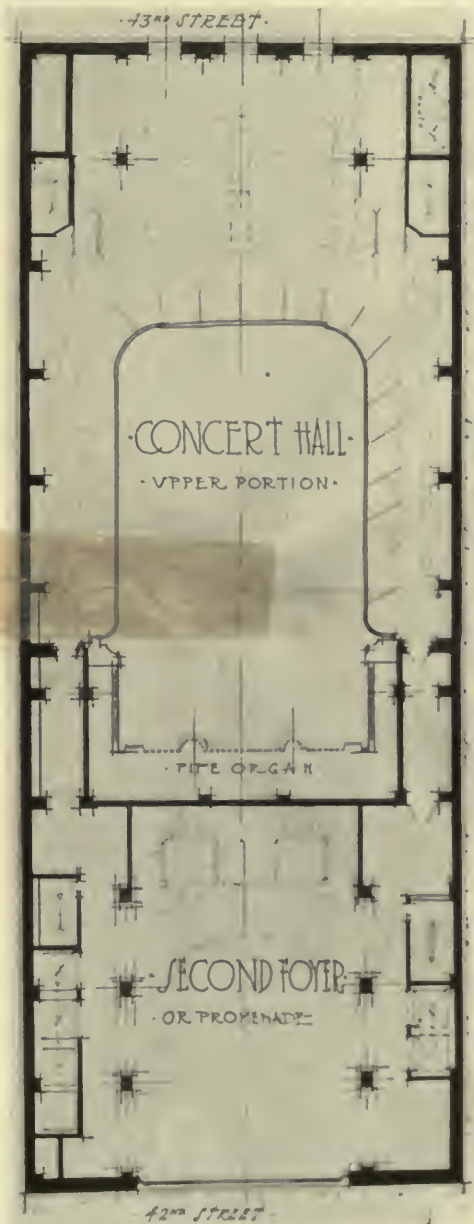 ·43RD STREET·
·CONCERT HALL·
·UPPER PORTION·
·PIPE ORGAN
·SECOND FOYER
·OR PROMENADE
42ND STREET